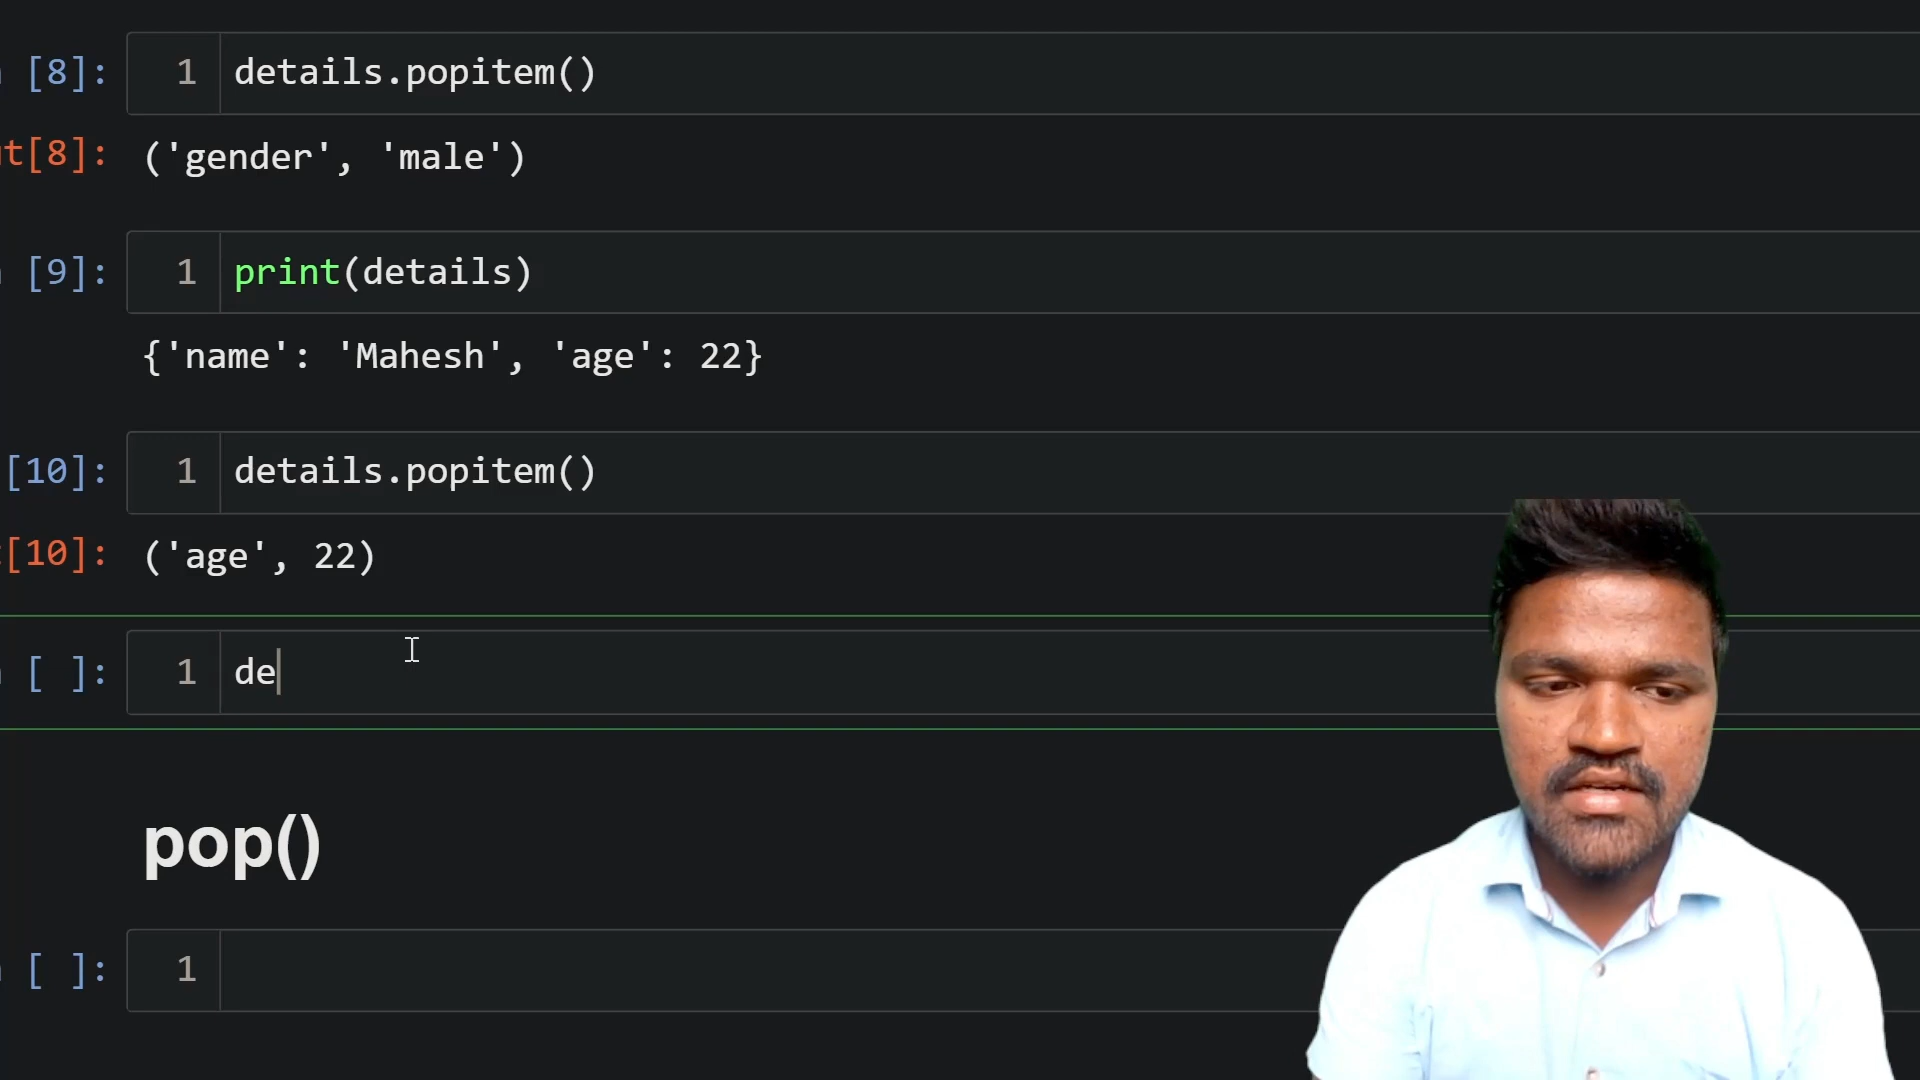 [8]: 1 details.popitem()
t[8]: ('gender', 'male')
[9]: 1 print(details)
{'name': 'Mahesh', 'age': 22}
[10]: 1 details.popitem()
[10]: ('age', 22)
[ ]: 1 de
pop()
[ ]: 1